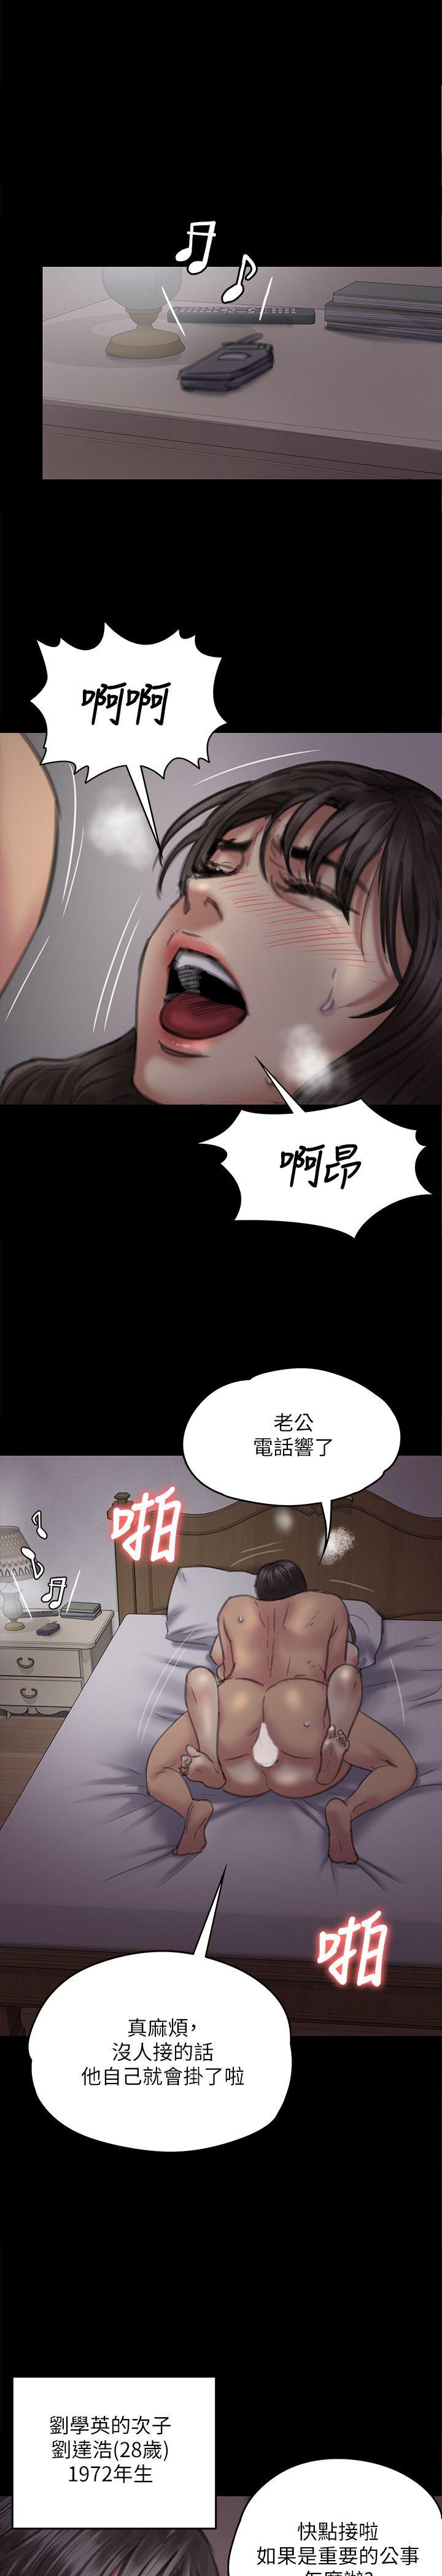 啊啊
啊昂
老公
電話響了
啪
啪
真麻煩,
沒人接的話
他自己就會掛了啦
劉學英的次子
劉達浩(28歲)
1972年生
快點接啦
如果是重要的公事
怎麼辦?